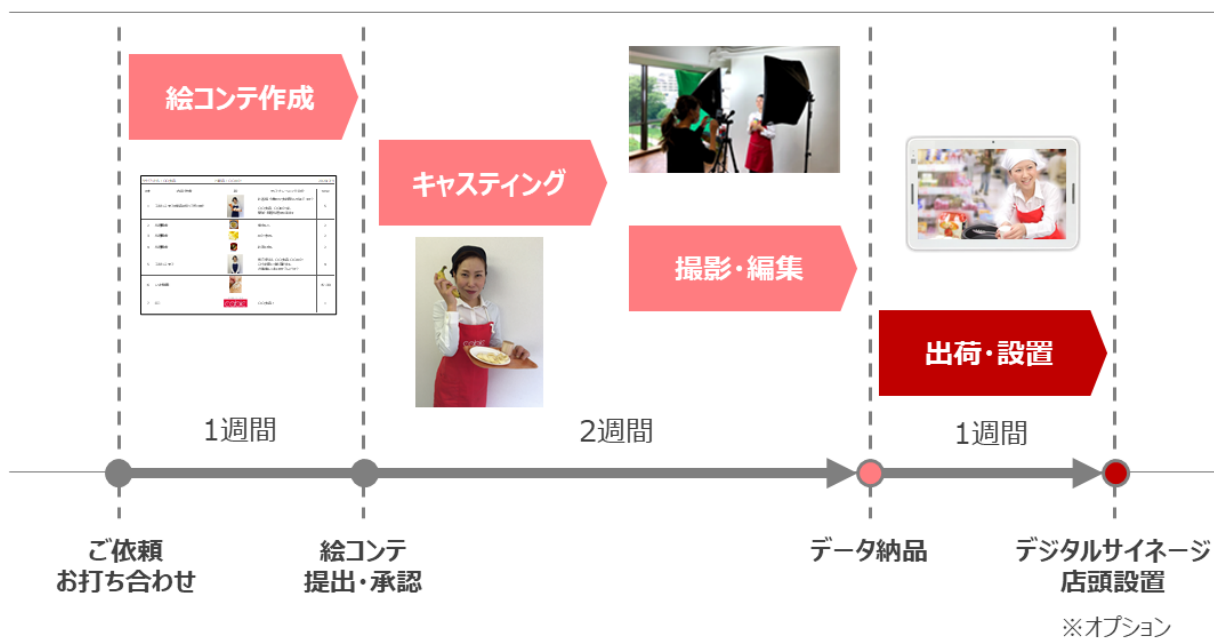 絵コンテ作成
キャスティング
撮影・編集
出荷・設置
1週間
2週間
1週間
ご依頼
お打ち合わせ
絵コンテ
提出・承認
データ納品
デジタルサイネージ
店頭設置
※オプション